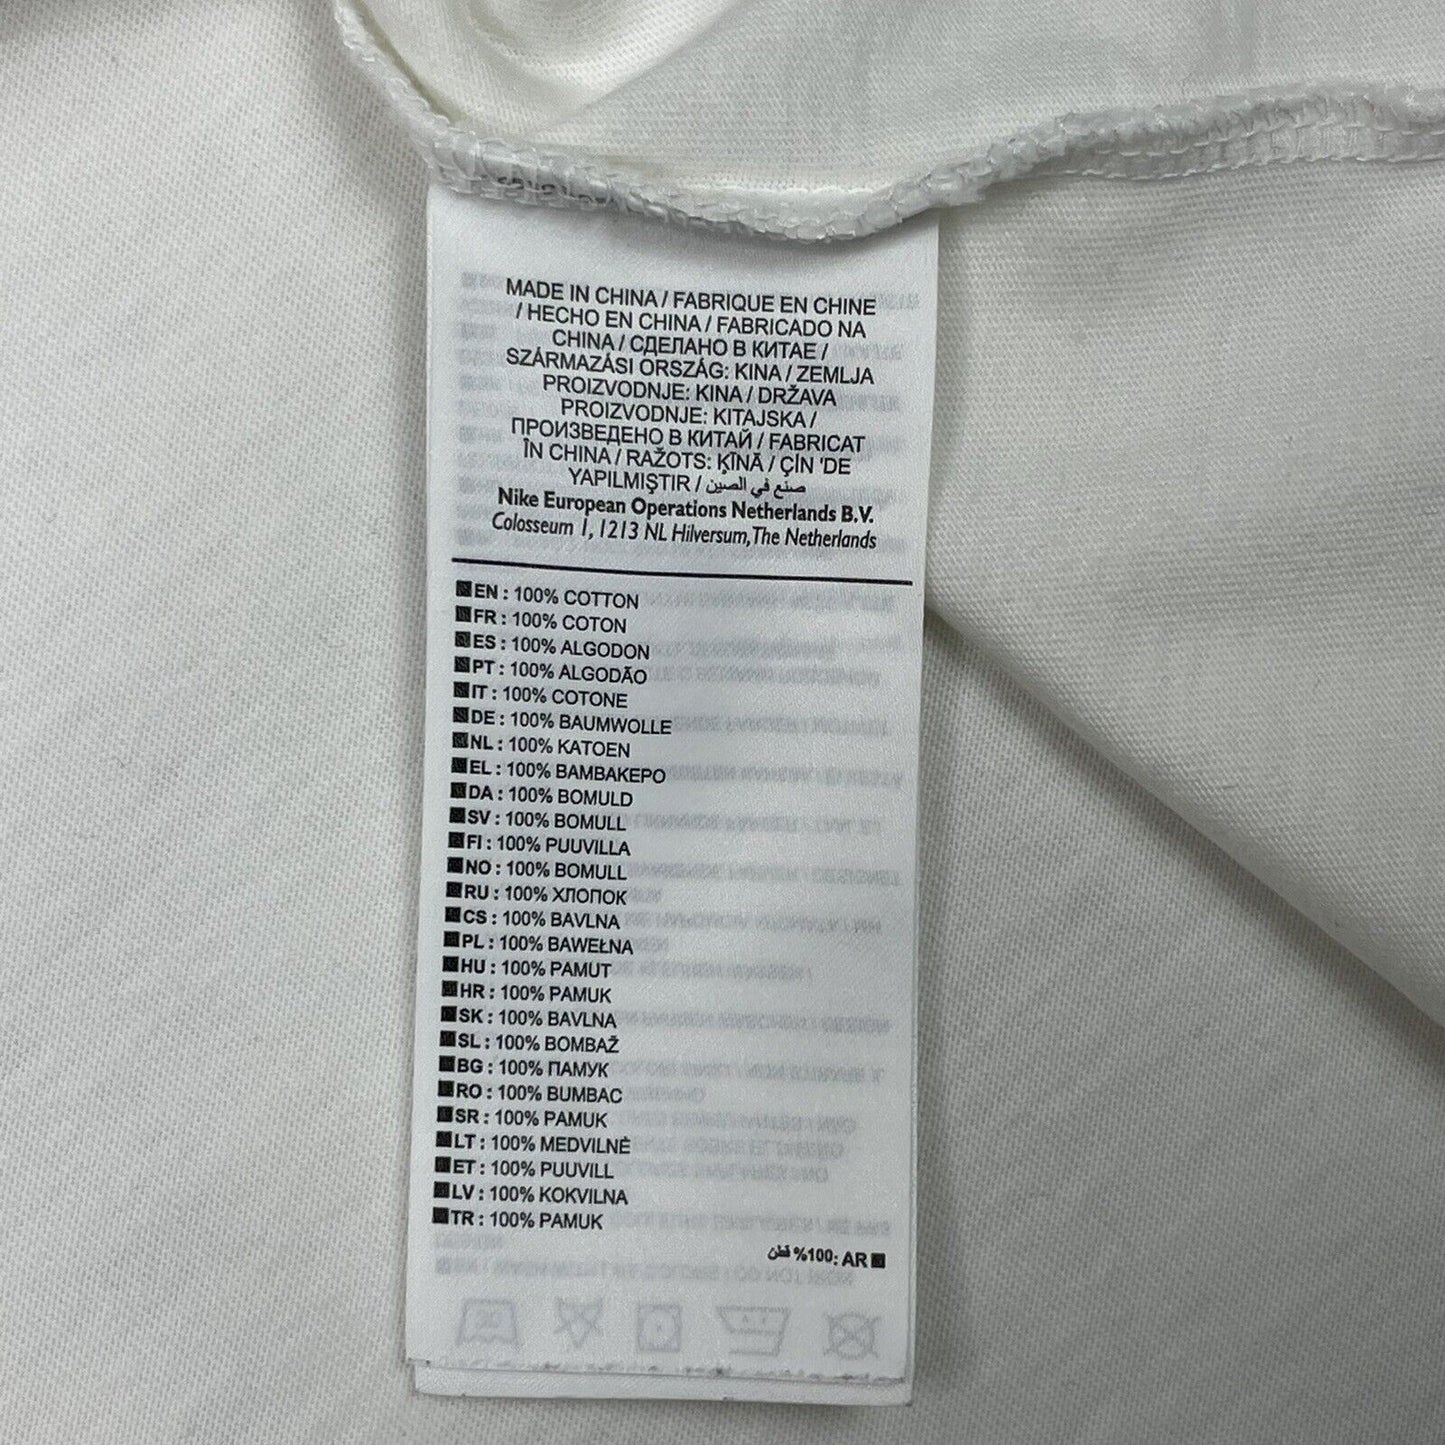 MADE IN CHINA / FABRIQUE EN CHINE
/ HECHO EN CHINA / FABRICADO NA
CHINA / СДЕЛАНО В КИТАЕ /
SZÁRMAZÁSI ORSZÁG: KINA / ZEMLJA
PROIZVODNJE: KINA / DRŽAVA
PROIZVODNJE: KITAJSKA /
ПРОИЗВЕДЕНО В КИТАЙ / FABRICAT
ÎN CHINA / RAŽOTS: ĶĪNĀ / ÇİN 'DE
YAPILMIŞTIR / صنع في الصين
Nike European Operations Netherlands B.V.
Colosseum 1, 1213 NL Hilversum, The Netherlands
EN : 100% COTTON
FR : 100% COTON
ES : 100% ALGODON
PT : 100% ALGODÃO
IT : 100% COTONE
DE : 100% BAUMWOLLE
NL : 100% KATOEN
EL : 100% ΒΑΜΒΑΚΕΡΟ
DA : 100% BOMULD
SV : 100% BOMULL
FI : 100% PUUVILLA
NO : 100% BOMULL
RU : 100% ХЛОПОК
CS : 100% BAVLNA
PL : 100% BAWEŁNA
HU : 100% PAMUT
HR : 100% PAMUK
SK : 100% BAVLNA
SL : 100% BOMBAŽ
BG : 100% ПАМУК
RO : 100% BUMBAC
SR : 100% PAMUK
LT : 100% MEDVILNĖ
ET : 100% PUUVILL
LV : 100% KOKVILNA
TR : 100% PAMUK
AR :100% قطن